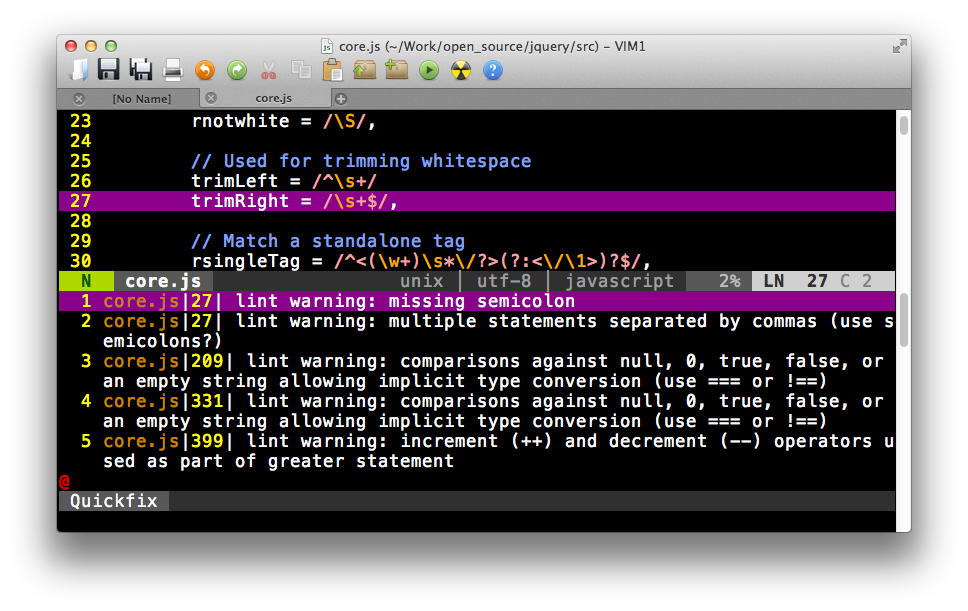 core.js (~/Work/open_source/jquery/src) – VIM1
[No Name] core.js
23 rnotwhite = /\S/,
24
25 // Used for trimming whitespace
26 trimLeft = /^\s+/
27 trimRight = /\s+$/,
28
29 // Match a standalone tag
30 rsingleTag = /^<(\w+)\s*\/?>(?:<\/\1>)?$/,
N core.js unix | utf-8 | javascript 2% LN 27 C 2
1 core.js|27| lint warning: missing semicolon
2 core.js|27| lint warning: multiple statements separated by commas (use s
emicolons?)
3 core.js|209| lint warning: comparisons against null, 0, true, false, or
an empty string allowing implicit type conversion (use === or !==)
4 core.js|331| lint warning: comparisons against null, 0, true, false, or
an empty string allowing implicit type conversion (use === or !==)
5 core.js|399| lint warning: increment (++) and decrement (--) operators u
sed as part of greater statement
@
Quickfix